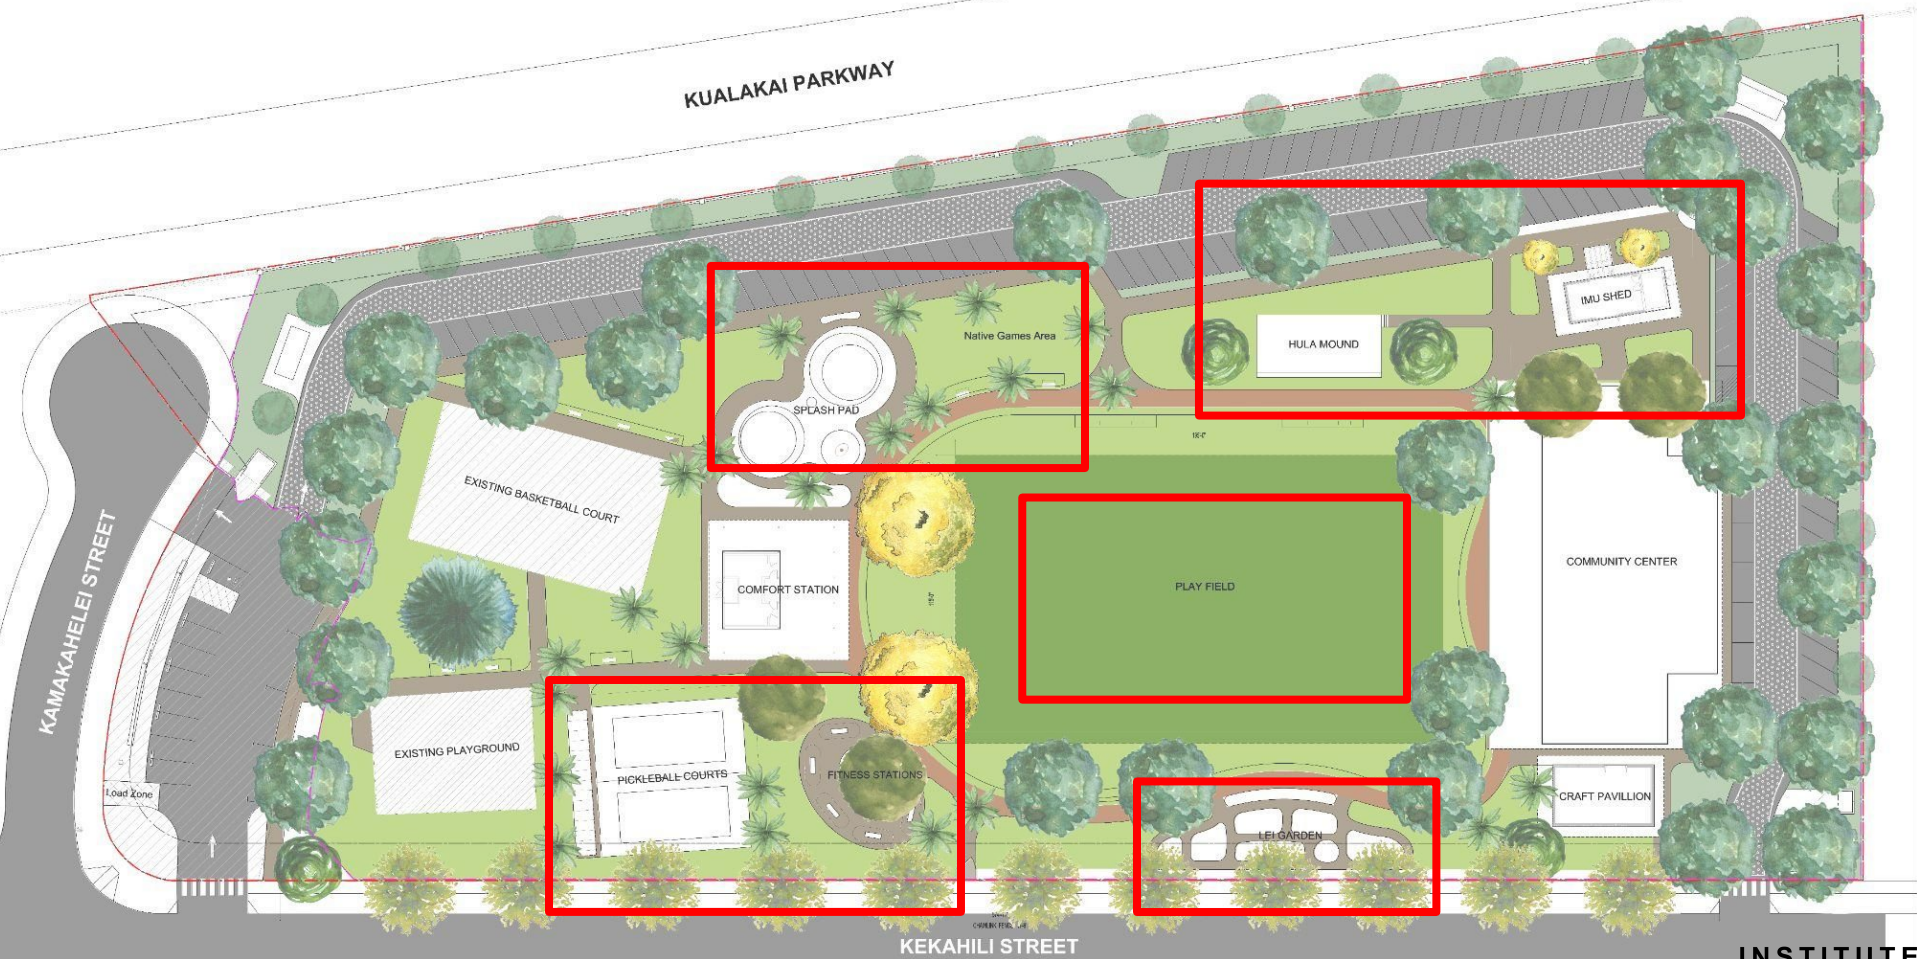 KUALAKAI PARKWAY
IMU SHED
Native Games Area
HULA MOUND
SPLASH PAD
EXISTING BASKETBALL COURT
COMMUNITY CENTER
COMFORT STATION
PLAY FIELD
KAMAKAHELEI STREET
EXISTING PLAYGROUND
PICKLEBALL COURTS
FITNESS STATIONS
Load Zone
CRAFT PAVILLION
LEI GARDEN
KEKAHILI STREET
INSTITUTE